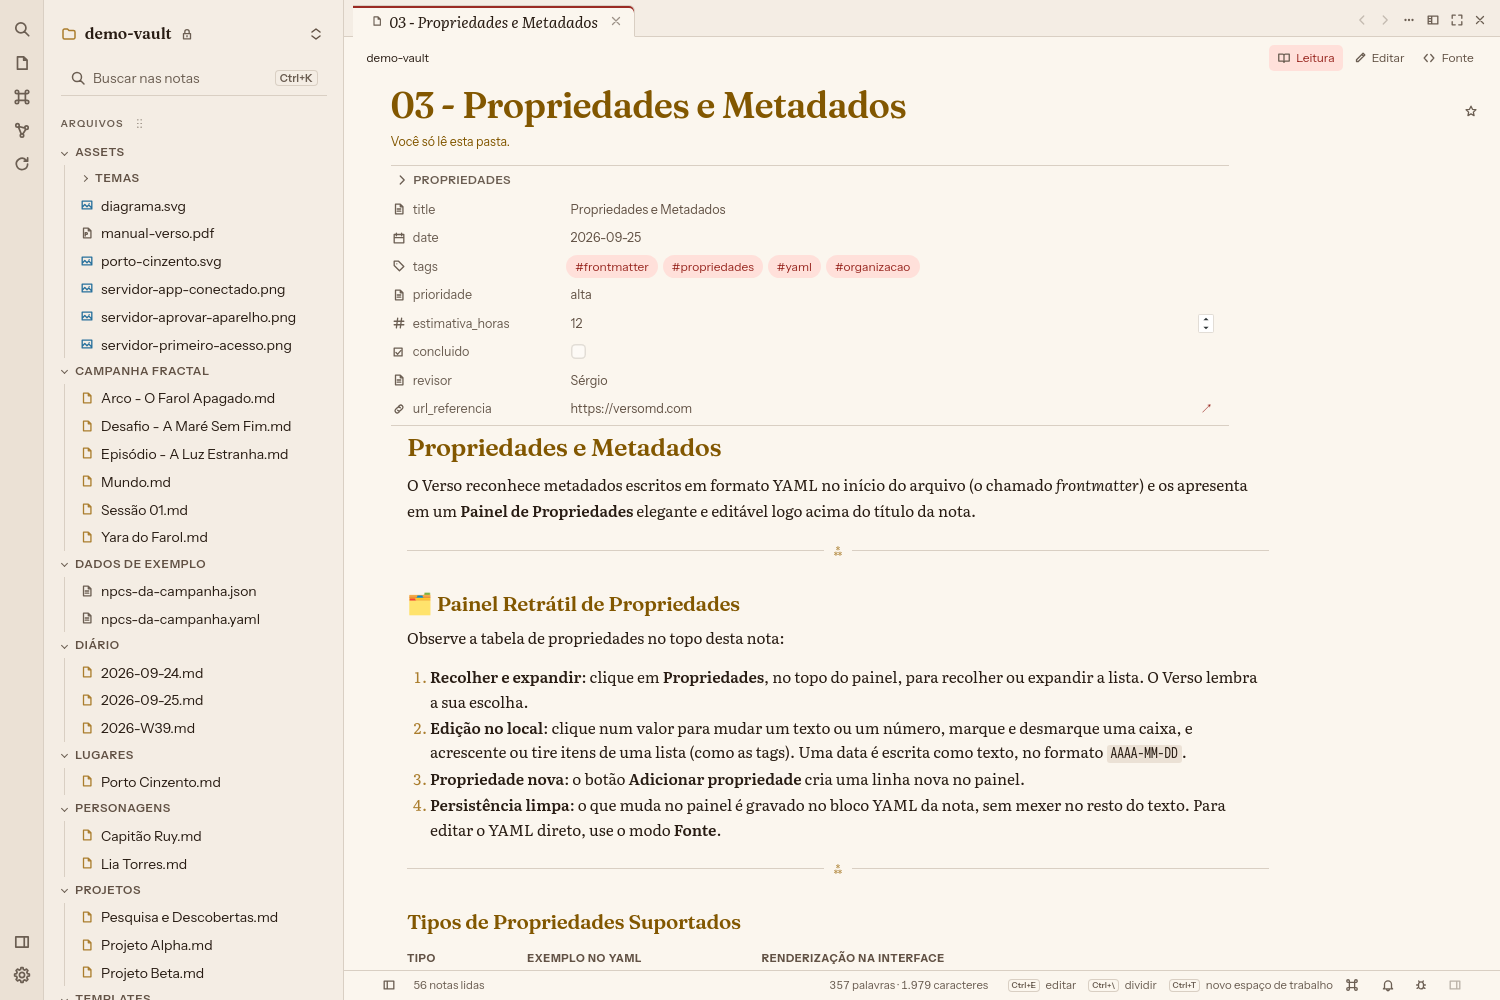 demo-vault
Buscar nas notas
Ctrl+K
ARQUIVOS
ASSETS
TEMAS
diagrama.svg
manual-verso.pdf
porto-cinzento.svg
servidor-app-conectado.png
servidor-aprovar-aparelho.png
servidor-primeiro-acesso.png
CAMPANHA FRACTAL
Arco - O Farol Apagado.md
Desafio - A Maré Sem Fim.md
Episódio - A Luz Estranha.md
Mundo.md
Sessão 01.md
Yara do Farol.md
DADOS DE EXEMPLO
npcs-da-campanha.json
npcs-da-campanha.yaml
DIÁRIO
2026-09-24.md
2026-09-25.md
2026-W39.md
LUGARES
Porto Cinzento.md
PERSONAGENS
Capitão Ruy.md
Lia Torres.md
PROJETOS
Pesquisa e Descobertas.md
Projeto Alpha.md
Projeto Beta.md
TEMPLATES
03 - Propriedades e Metadados
demo-vault
Leitura Editar Fonte
03 - Propriedades e Metadados
Você só lê esta pasta.
PROPRIEDADES
title Propriedades e Metadados
date 2026-09-25
tags #frontmatter #propriedades #yaml #organizacao
prioridade alta
estimativa_horas 12
concluido
revisor Sérgio
url_referencia https://versomd.com
Propriedades e Metadados
O Verso reconhece metadados escritos em formato YAML no início do arquivo (o chamado frontmatter) e os apresenta
em um Painel de Propriedades elegante e editável logo acima do título da nota.
Painel Retrátil de Propriedades
Observe a tabela de propriedades no topo desta nota:
1. Recolher e expandir: clique em Propriedades, no topo do painel, para recolher ou expandir a lista. O Verso lembra
a sua escolha.
2. Edição no local: clique num valor para mudar um texto ou um número, marque e desmarque uma caixa, e
acrescente ou tire itens de uma lista (como as tags). Uma data é escrita como texto, no formato AAAA-MM-DD.
3. Propriedade nova: o botão Adicionar propriedade cria uma linha nova no painel.
4. Persistência limpa: o que muda no painel é gravado no bloco YAML da nota, sem mexer no resto do texto. Para
editar o YAML direto, use o modo Fonte.
Tipos de Propriedades Suportados
TIPO EXEMPLO NO YAML RENDERIZAÇÃO NA INTERFACE
56 notas lidas
357 palavras · 1.979 caracteres
Ctrl+E editar Ctrl+\ dividir Ctrl+T novo espaço de trabalho